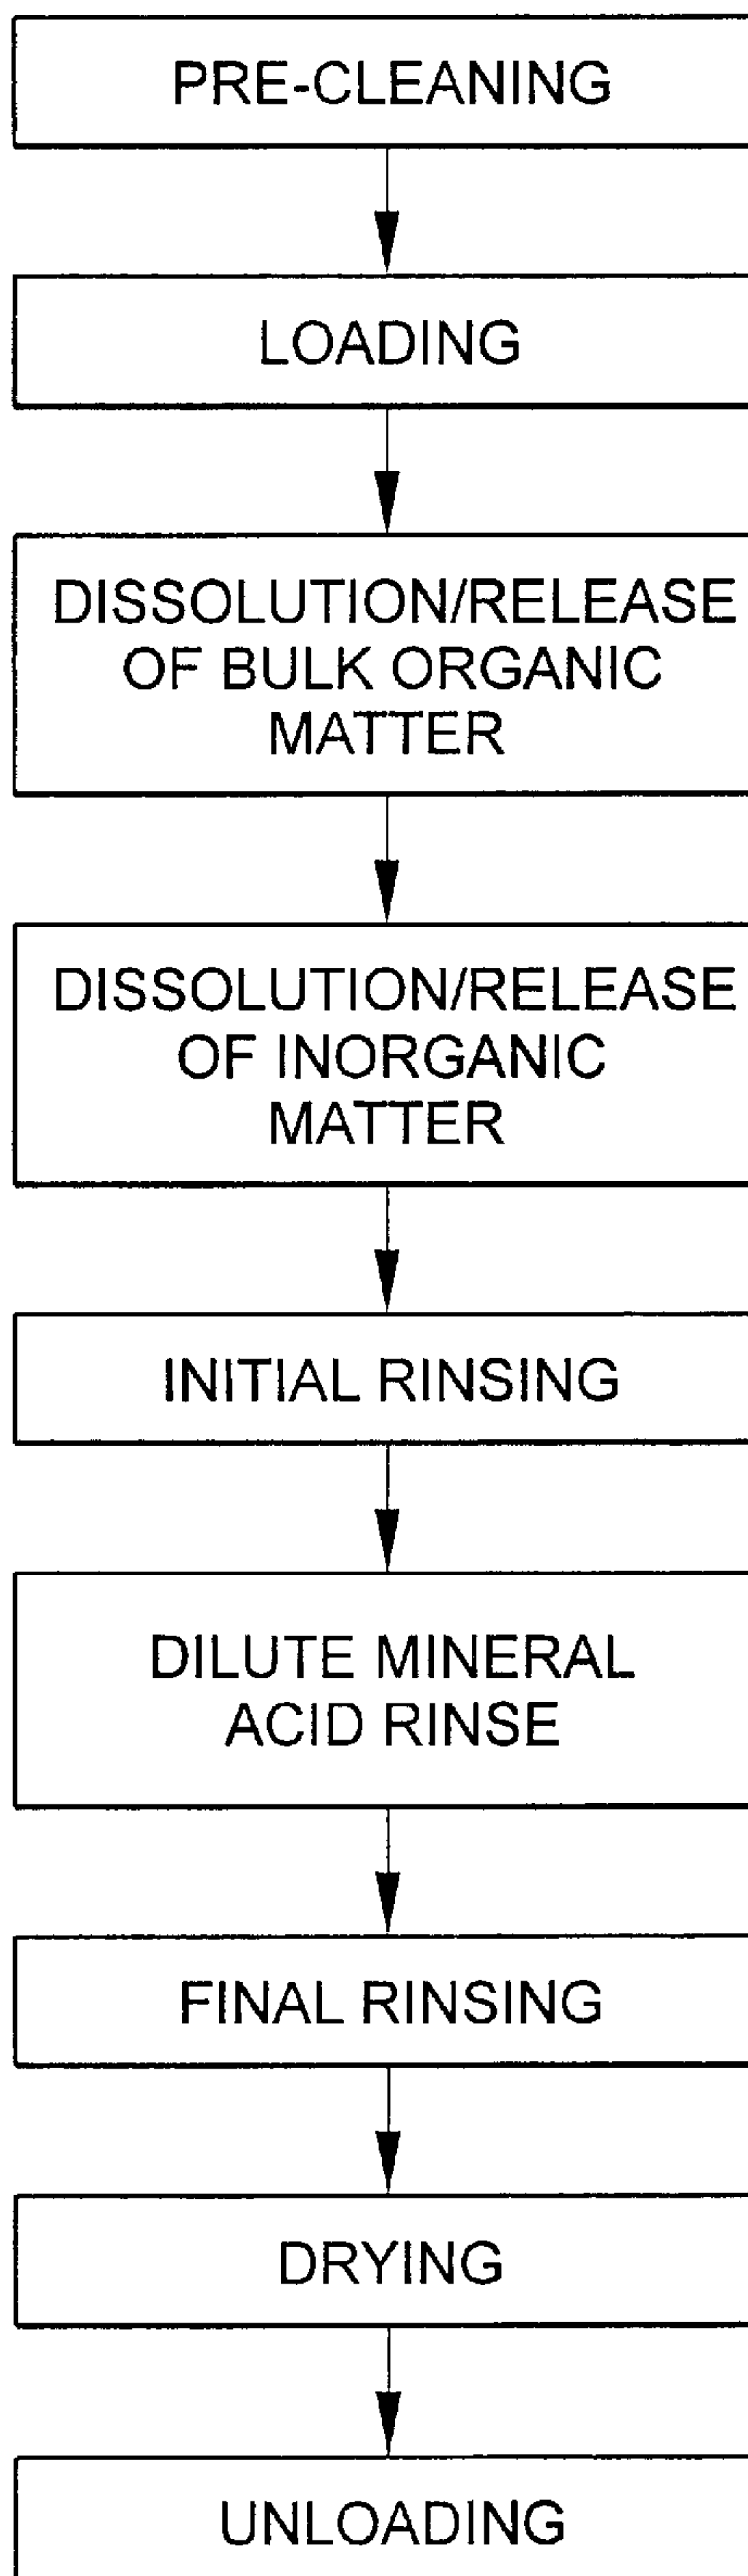 PRE-CLEANING
LOADING
DISSOLUTION/RELEASE
OF BULK ORGANIC
MATTER
DISSOLUTION/RELEASE
OF INORGANIC
MATTER
INITIAL RINSING
DILUTE MINERAL
ACID RINSE
FINAL RINSING
DRYING
UNLOADING